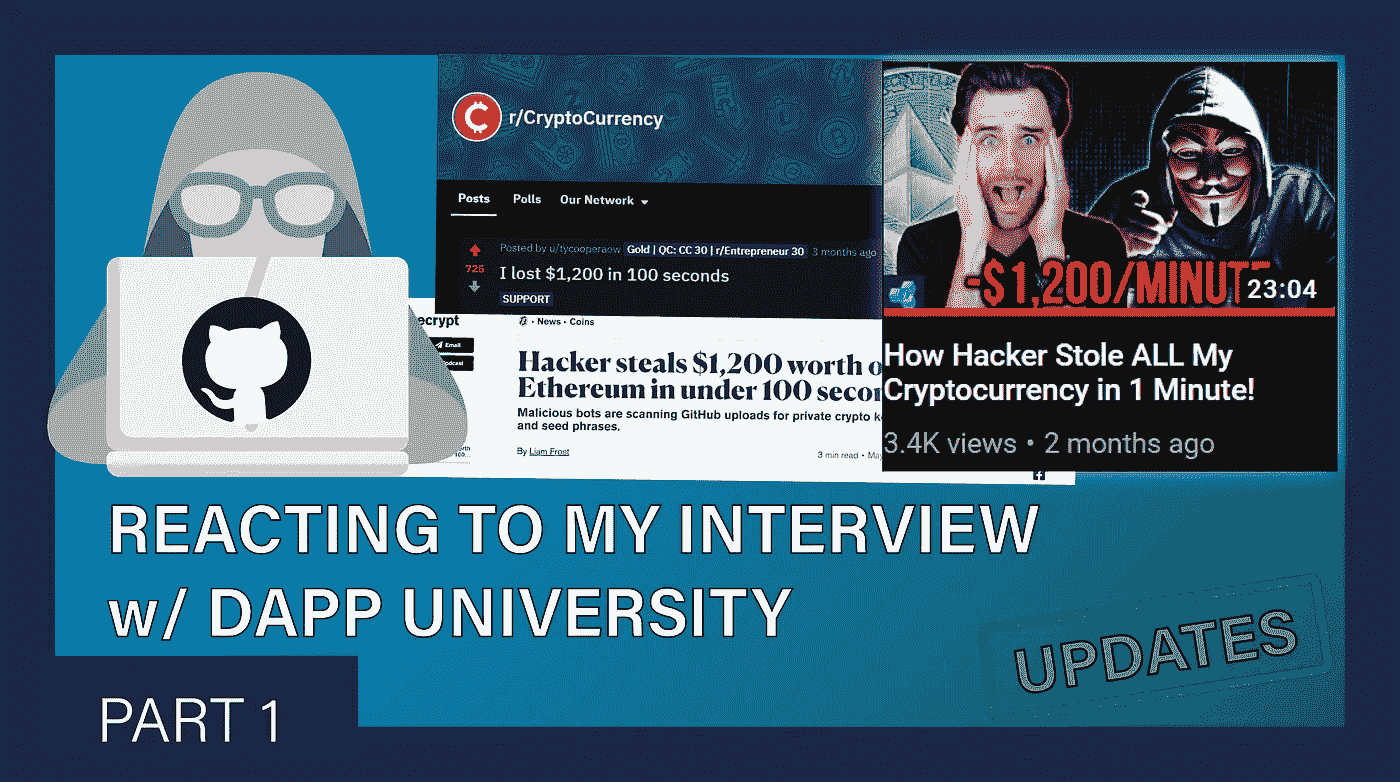 r/CryptoCurrency
Posts Polls Our Network
Posted by u/tycooperaow Gold | QC: CC 30 | r/Entrepreneur 30 3 months ago
725
I lost $1,200 in 100 seconds
SUPPORT
ecrypt
Email
odcast
• News • Coins
Hacker steals $1,200 worth o
Ethereum in under 100 secon
Malicious bots are scanning GitHub uploads for private crypto k
and seed phrases.
By Liam Frost
3 min read • May
-$1,200/MINUTE
23:04
How Hacker Stole ALL My
Cryptocurrency in 1 Minute!
3.4K views • 2 months ago
REACTING TO MY INTERVIEW
w/ DAPP UNIVERSITY
UPDATES
PART 1